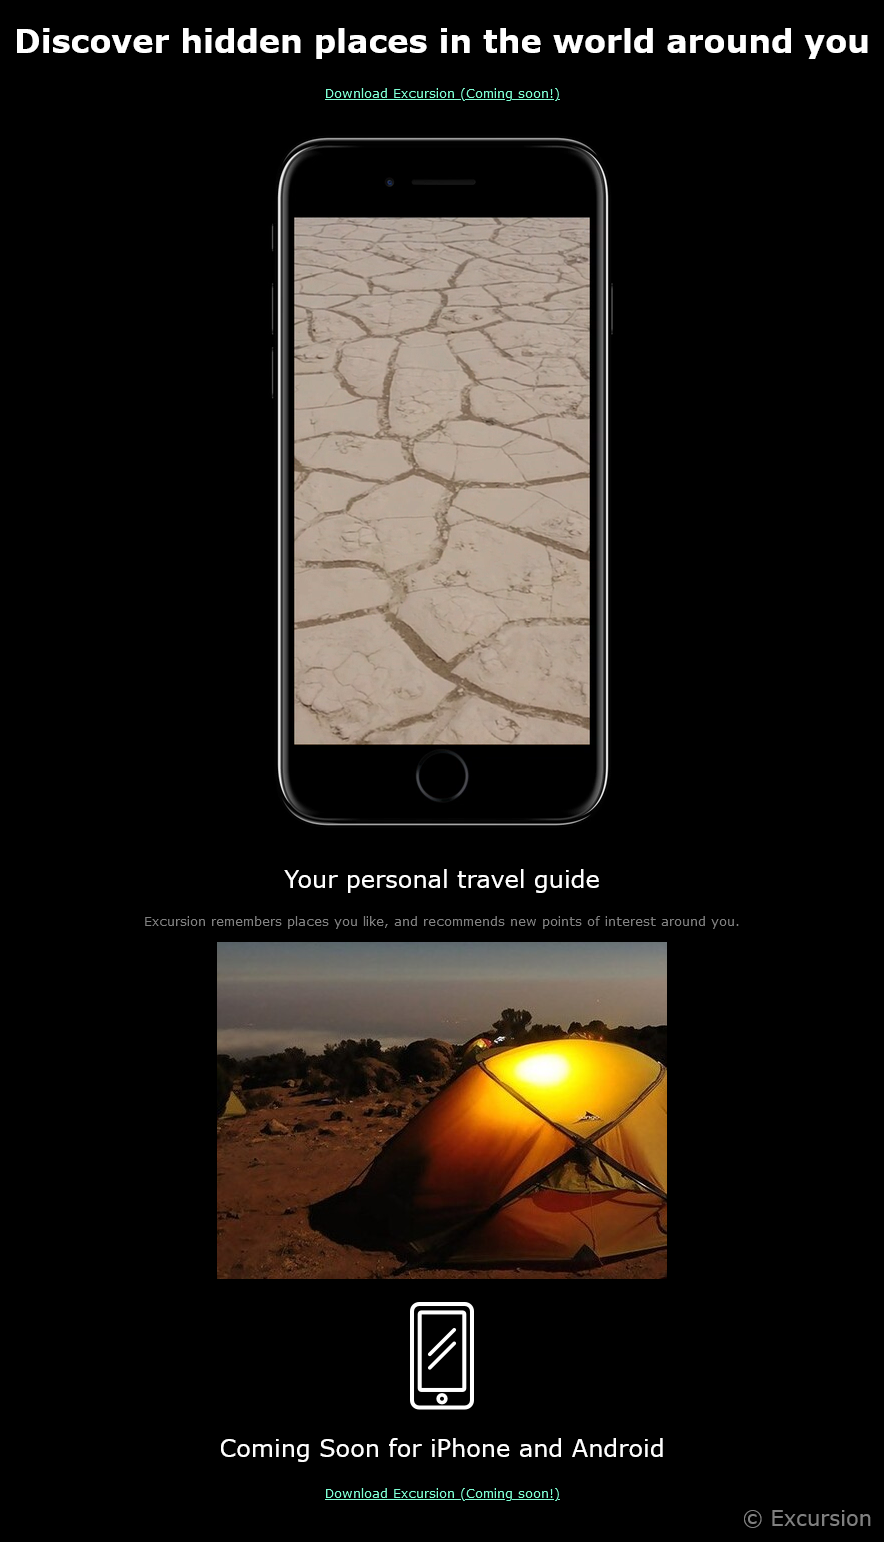 Discover hidden places in the world around you
Download Excursion (Coming soon!)
Your personal travel guide
Excursion remembers places you like, and recommends new points of interest around you.
Coming Soon for iPhone and Android
Download Excursion (Coming soon!)
© Excursion